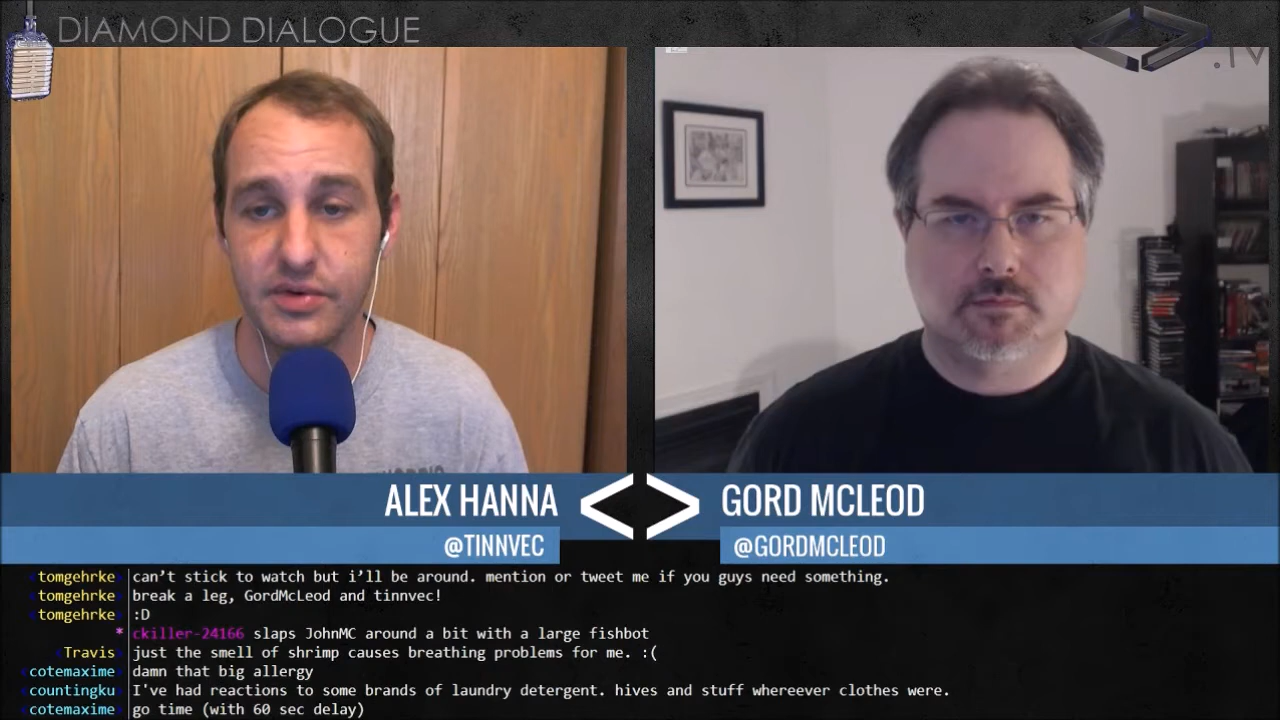 DIAMOND DIALOGUE
.TV
ALEX HANNA
GORD MCLEOD
@TINNVEC
@GORDMCLEOD
tomgehrke can’t stick to watch but i’ll be around. mention or tweet me if you guys need something.
tomgehrke break a leg, GordMcLeod and tinnvec!
tomgehrke :D
* ckiller-24166 slaps JohnMC around a bit with a large fishbot
Travis just the smell of shrimp causes breathing problems for me. :(
cotemaxime damn that big allergy
countingku I've had reactions to some brands of laundry detergent. hives and stuff whereever clothes were.
cotemaxime go time (with 60 sec delay)